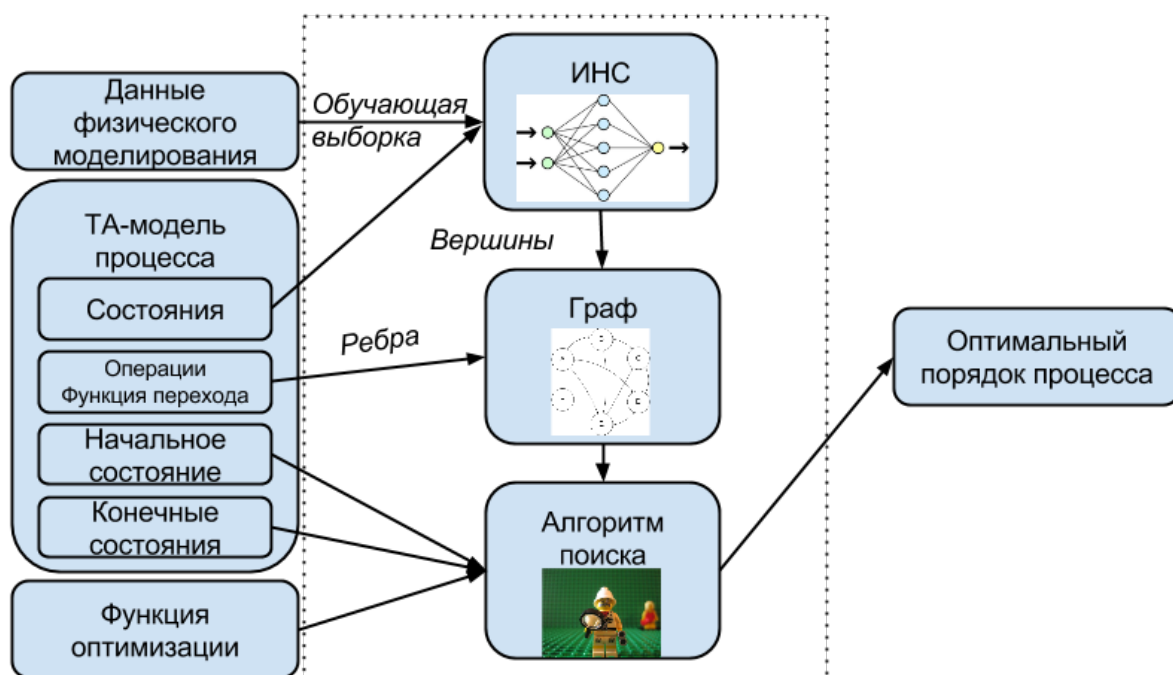 Данные
физического
моделирования
ТА-модель
процесса
Состояния
Операции
Функция перехода
Начальное
состояние
Конечные
состояния
Функция
оптимизации
Обучающая
выборка
Ребра
ИНС
Вершины
Граф
Алгоритм
поиска
Оптимальный
порядок процесса